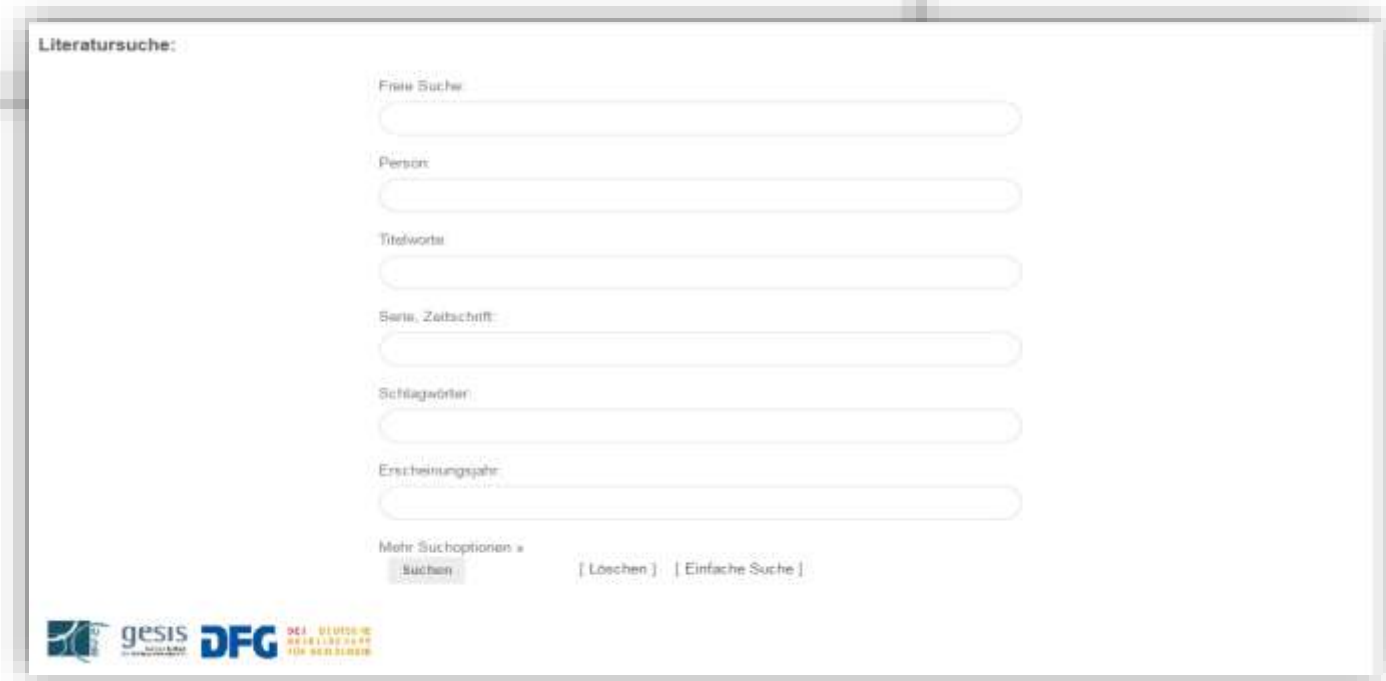 Literatursuche:
Freie Suche:
Person:
Titelworte:
Serie, Zeitschrift:
Schlagwörter:
Erscheinungsjahr:
Mehr Suchoptionen »
Suchen [ Löschen ] [ Einfache Suche ]
gesis DFG